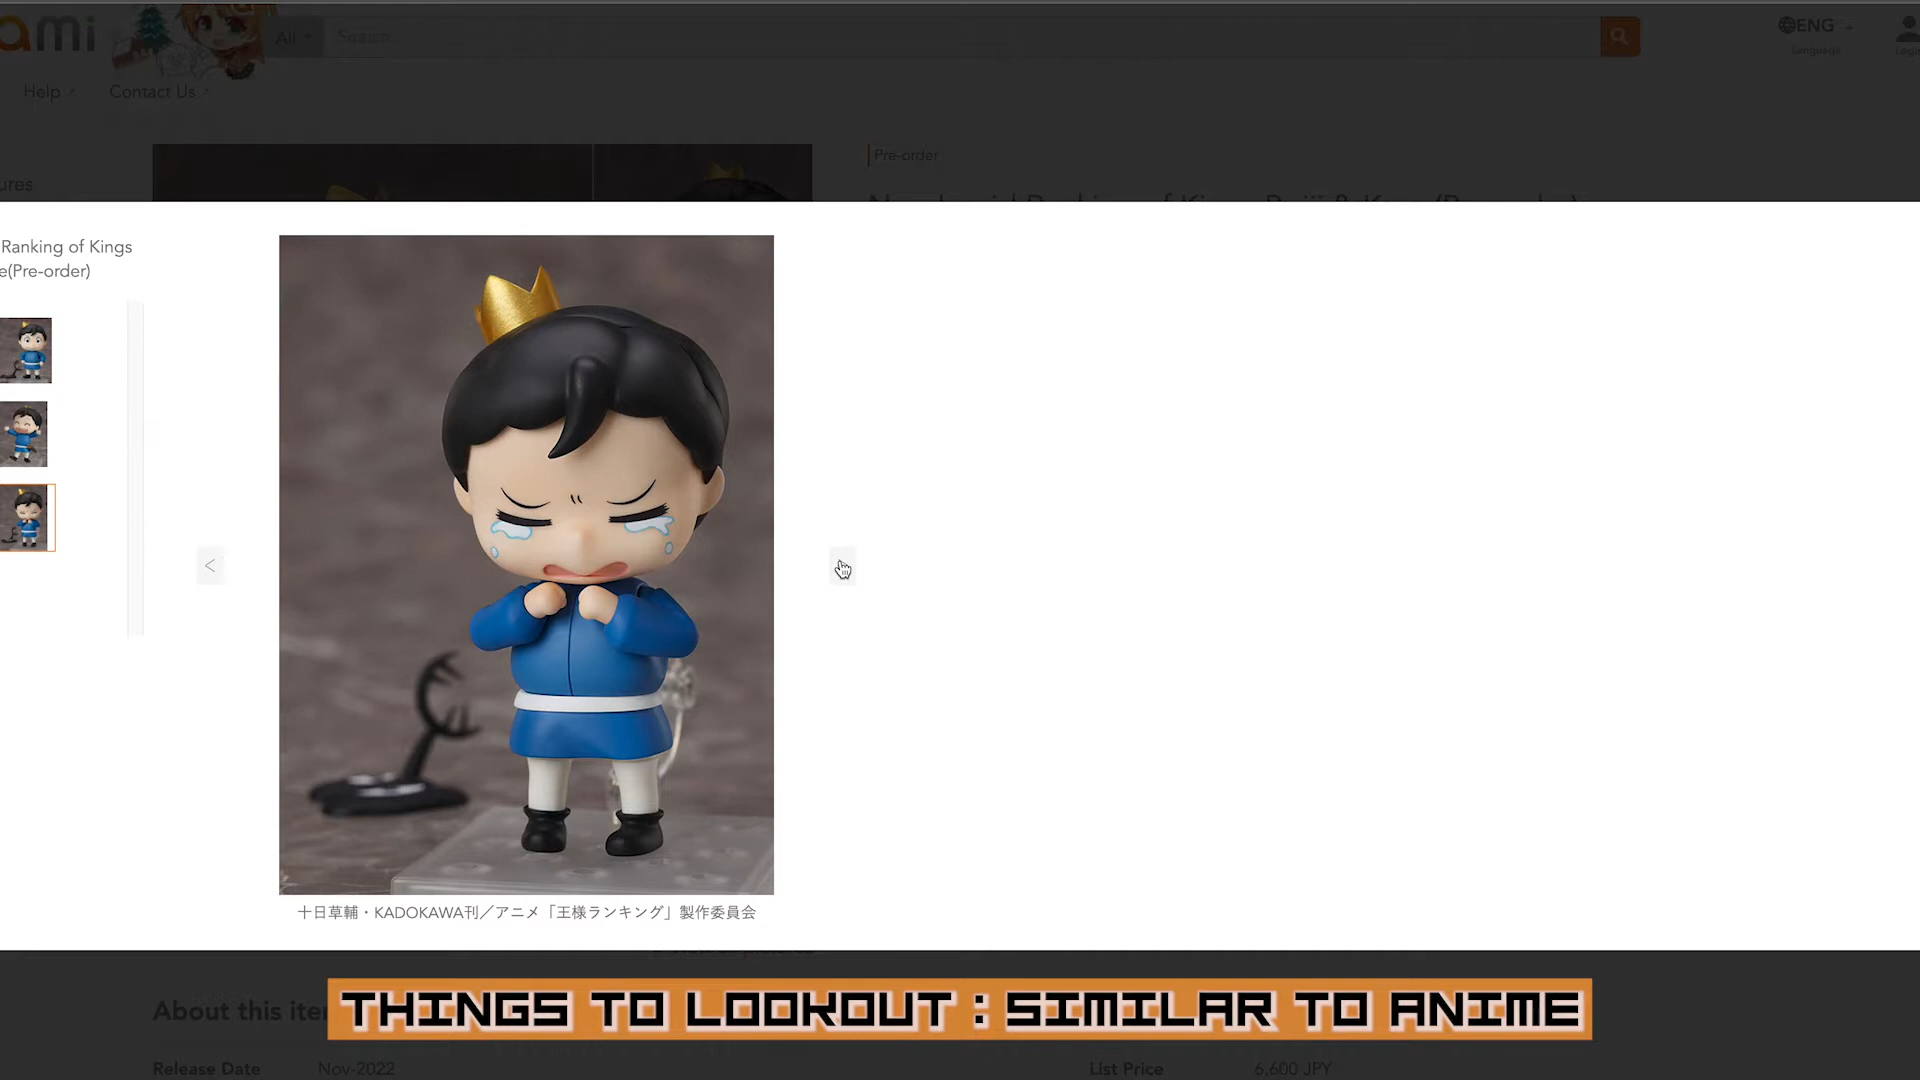 ami
All
Search...
ENG
Language
Help
Contact Us
ures
Pre-order
Ranking of Kings
e(Pre-order)
<
十日草輔・KADOKAWA刊／アニメ「王様ランキング」製作委員会
About this ite
THINGS TO LOOKOUT : SIMILAR TO ANIME
Release Date Nov-2022
List Price 6,600 JPY